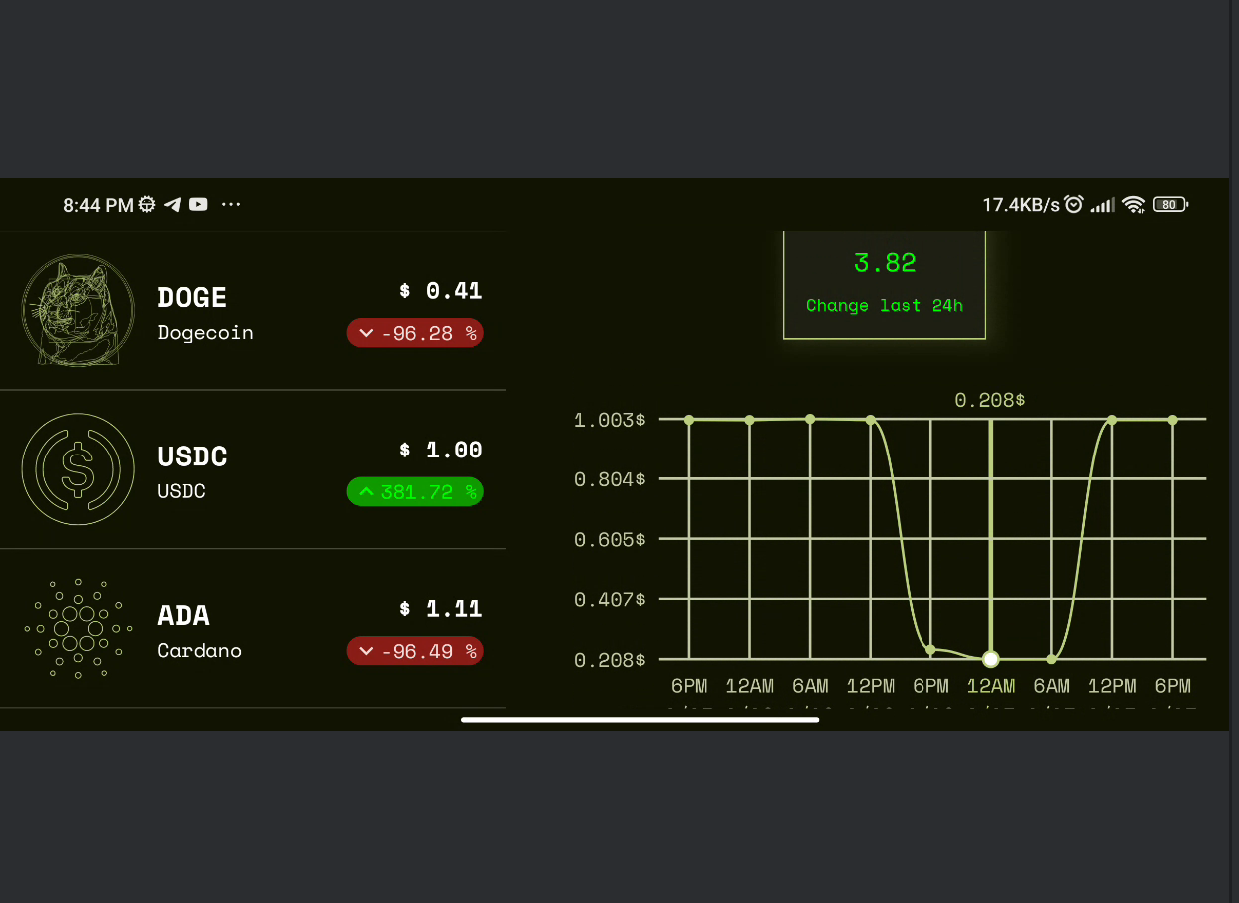 8:44 PM
17.4KB/s
80
DOGE
Dogecoin
$ 0.41
-96.28 %
USDC
USDC
$ 1.00
381.72 %
ADA
Cardano
$ 1.11
-96.49 %
3.82
Change last 24h
0.208$
1.003$
0.804$
0.605$
0.407$
0.208$
6PM 12AM 6AM 12PM 6PM 12AM 6AM 12PM 6PM